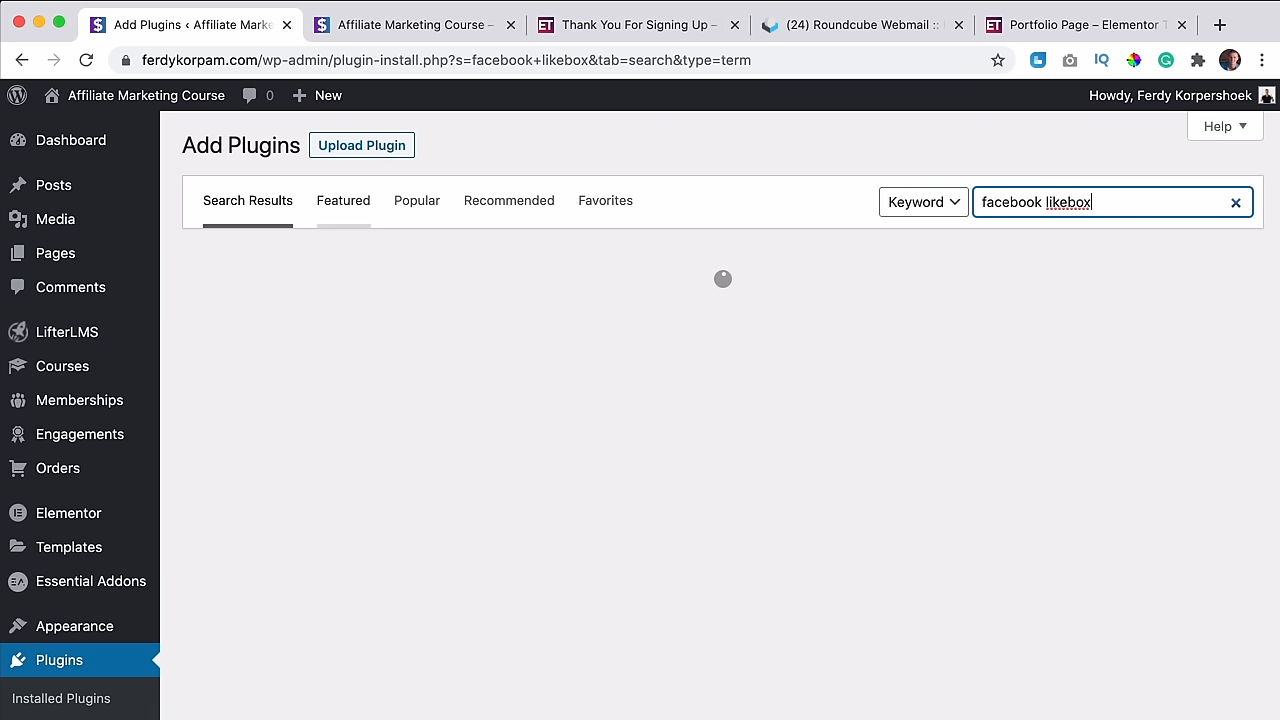 Add Plugins ‹ Affiliate Marke
Affiliate Marketing Course –
Thank You For Signing Up –
(24) Roundcube Webmail ::
Portfolio Page – Elementor
ferdykorpam.com/wp-admin/plugin-install.php?s=facebook+likebox&tab=search&type=term
Affiliate Marketing Course
0
New
Howdy, Ferdy Korpershoek
Dashboard
Posts
Media
Pages
Comments
LifterLMS
Courses
Memberships
Engagements
Orders
Elementor
Templates
Essential Addons
Appearance
Plugins
Installed Plugins
Add Plugins
Upload Plugin
Help
Search Results
Featured
Popular
Recommended
Favorites
Keyword
facebook likebox